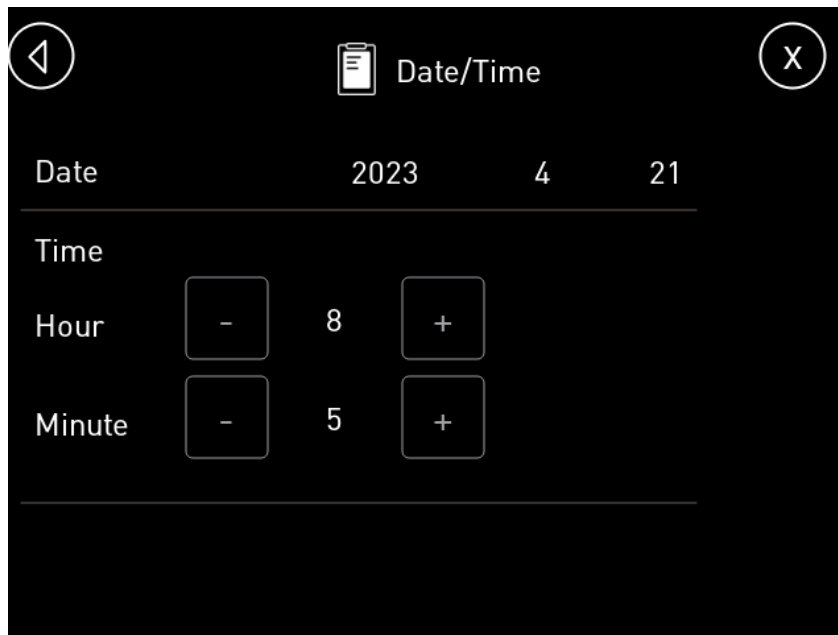 Date/Time
X
Date 2023 4 21
Time
Hour - 8 +
Minute - 5 +